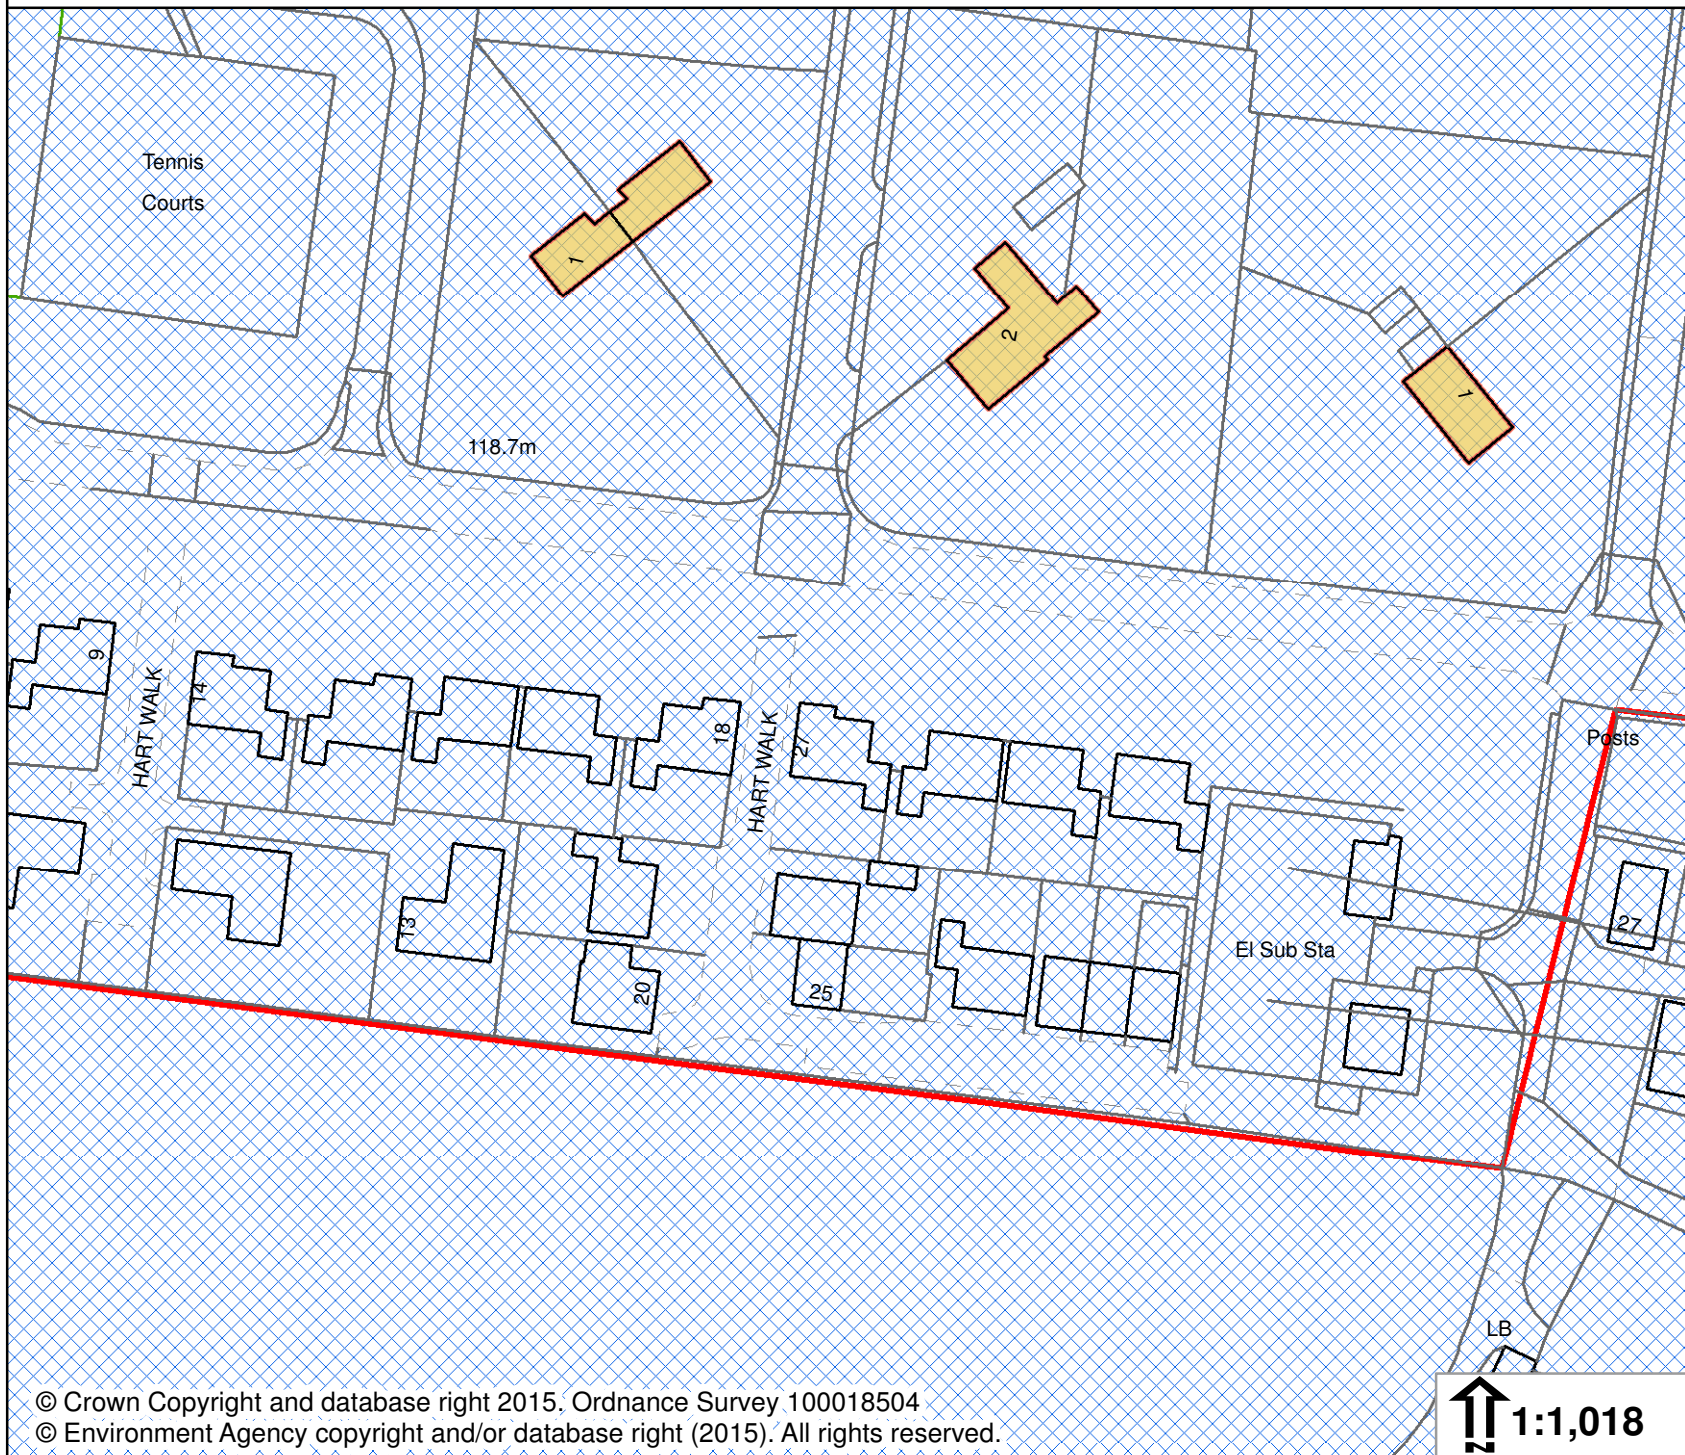 Tennis
Courts
1
2
1
118.7m
9
14
HART WALK
18
HART WALK
27
Posts
13
20
25
El Sub Sta
27
LB
© Crown Copyright and database right 2015. Ordnance Survey 100018504
© Environment Agency copyright and/or database right (2015). All rights reserved.
N
1:1,018